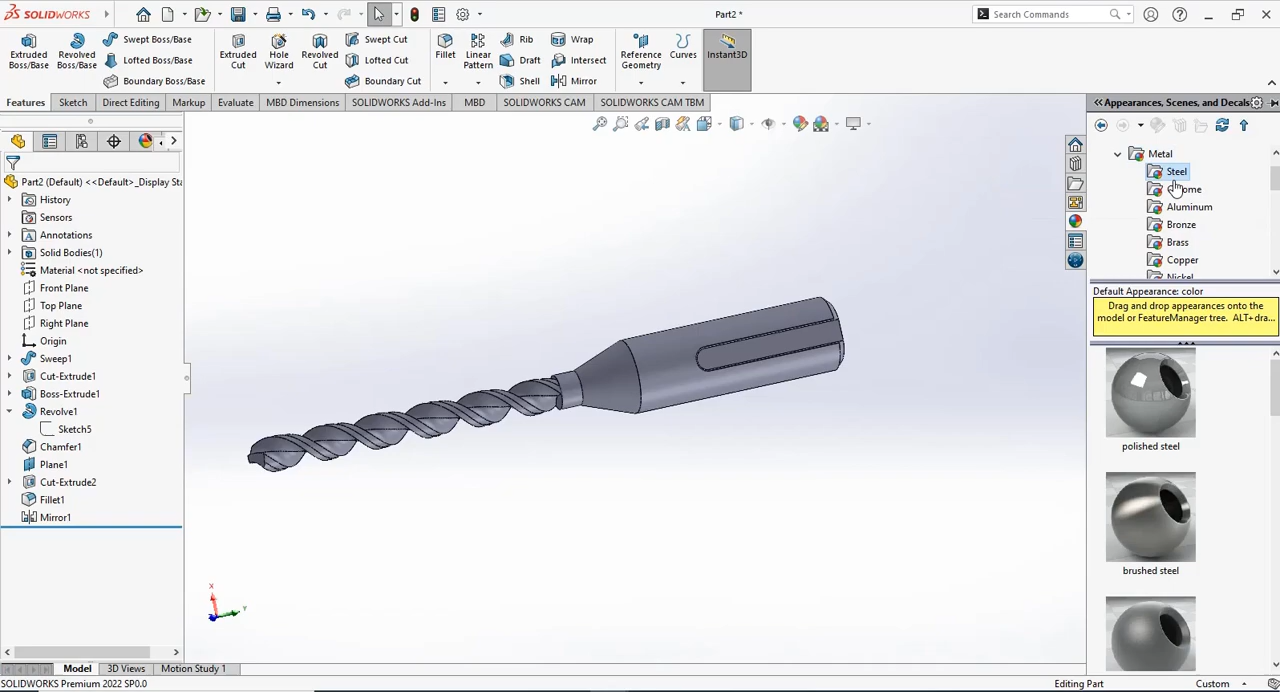 SOLIDWORKS
Part2 *
Search Commands
Extruded Boss/Base
Revolved Boss/Base
Swept Boss/Base
Lofted Boss/Base
Boundary Boss/Base
Extruded Cut
Hole Wizard
Revolved Cut
Swept Cut
Lofted Cut
Boundary Cut
Fillet
Linear Pattern
Rib
Draft
Shell
Wrap
Intersect
Mirror
Reference Geometry
Curves
Instant3D
Features
Sketch
Direct Editing
Markup
Evaluate
MBD Dimensions
SOLIDWORKS Add-Ins
MBD
SOLIDWORKS CAM
SOLIDWORKS CAM TBM
Part2 (Default) <<Default>_Display Sta
History
Sensors
Annotations
Solid Bodies(1)
Material <not specified>
Front Plane
Top Plane
Right Plane
Origin
Sweep1
Cut-Extrude1
Boss-Extrude1
Revolve1
Sketch5
Chamfer1
Plane1
Cut-Extrude2
Fillet1
Mirror1
X
Y
Z
Appearances, Scenes, and Decals
Metal
Steel
Aluminum
Bronze
Brass
Copper
Nickel
Default Appearance: color
Drag and drop appearances onto the
model or FeatureManager tree. ALT+dra...
polished steel
brushed steel
Model
3D Views
Motion Study 1
SOLIDWORKS Premium 2022 SP0.0
Editing Part
Custom